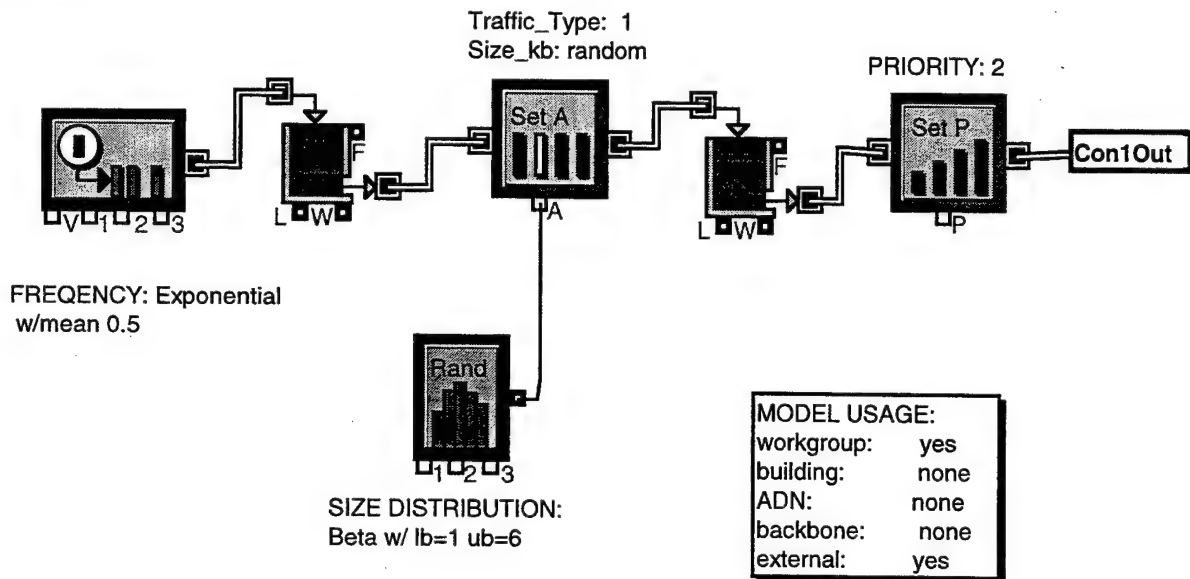 Traffic_Type: 1
Size_kb: random
PRIORITY: 2
Set A
Set P
F
F
Con1Out
V 1 2 3
L W
A
L W
P
FREQENCY: Exponential
w/mean 0.5
Rand
1 2 3
SIZE DISTRIBUTION:
Beta w/ lb=1 ub=6
MODEL USAGE:
workgroup: yes
building: none
ADN: none
backbone: none
external: yes